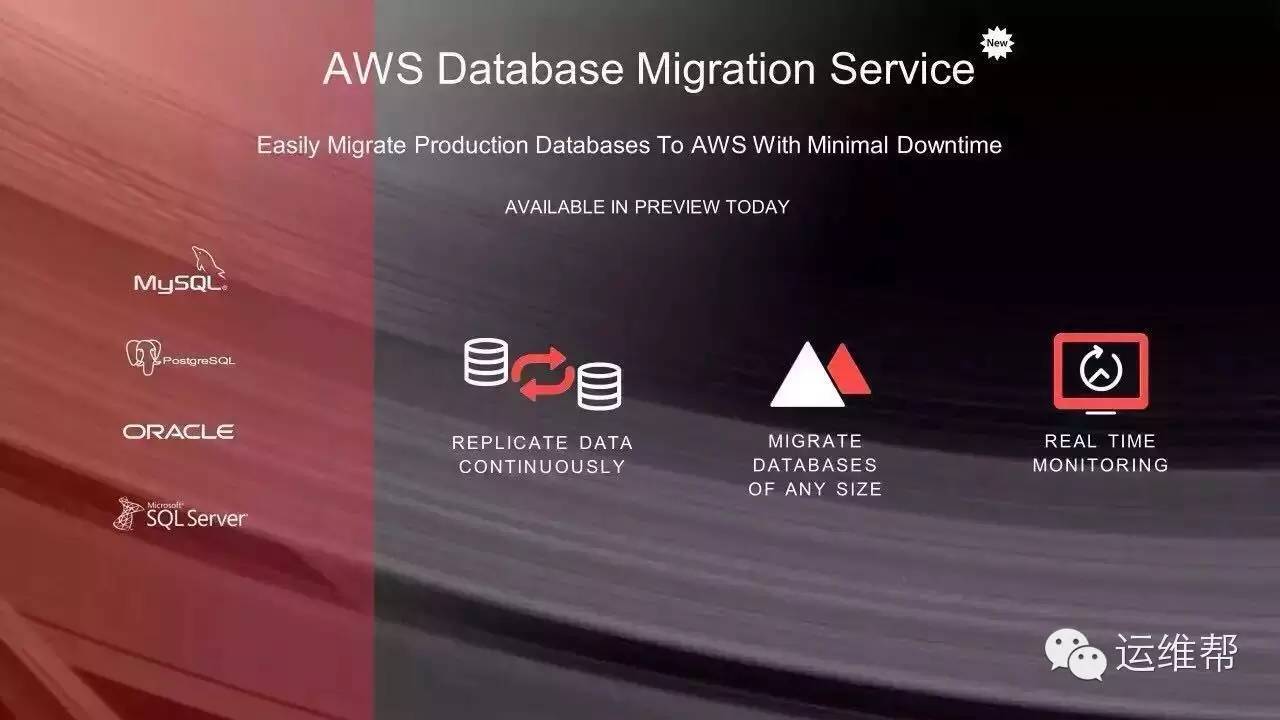 New
AWS Database Migration Service
Easily Migrate Production Databases To AWS With Minimal Downtime
AVAILABLE IN PREVIEW TODAY
MySQL®
PostgreSQL
ORACLE
Microsoft®
SQL Server
REPLICATE DATA
CONTINUOUSLY
MIGRATE
DATABASES
OF ANY SIZE
REAL TIME
MONITORING
运维帮